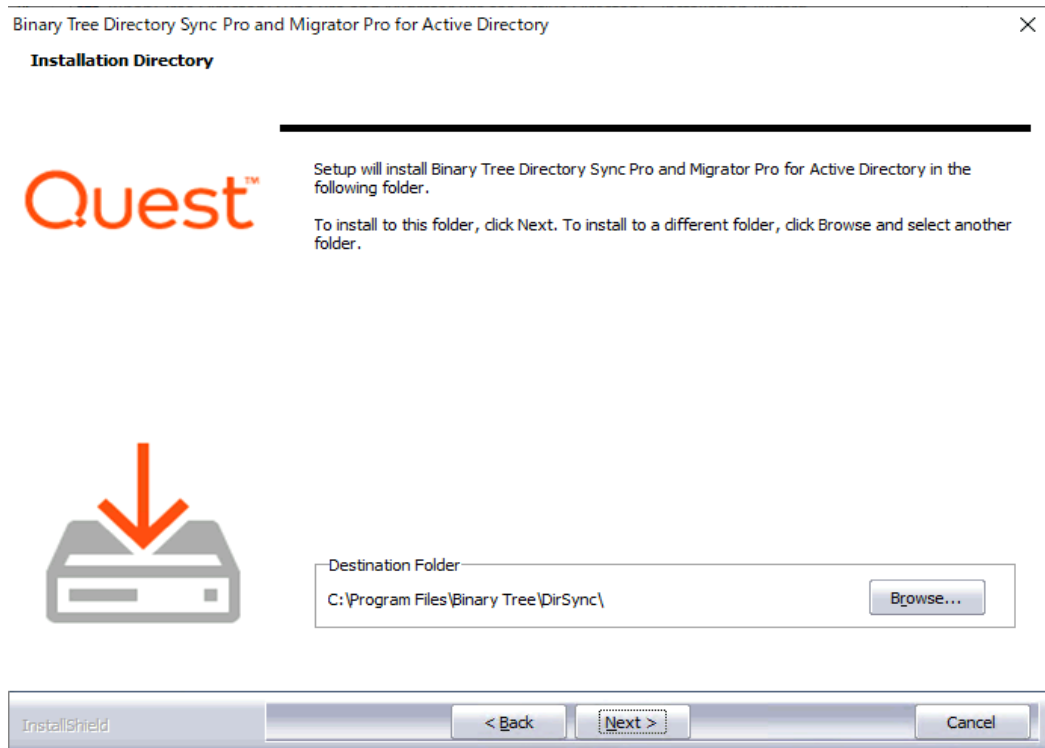 Binary Tree Directory Sync Pro and Migrator Pro for Active Directory
Installation Directory
Quest™
Setup will install Binary Tree Directory Sync Pro and Migrator Pro for Active Directory in the
following folder.
To install to this folder, click Next. To install to a different folder, click Browse and select another
folder.
Destination Folder
C:\Program Files\Binary Tree\DirSync\
Browse...
InstallShield
< Back
Next >
Cancel